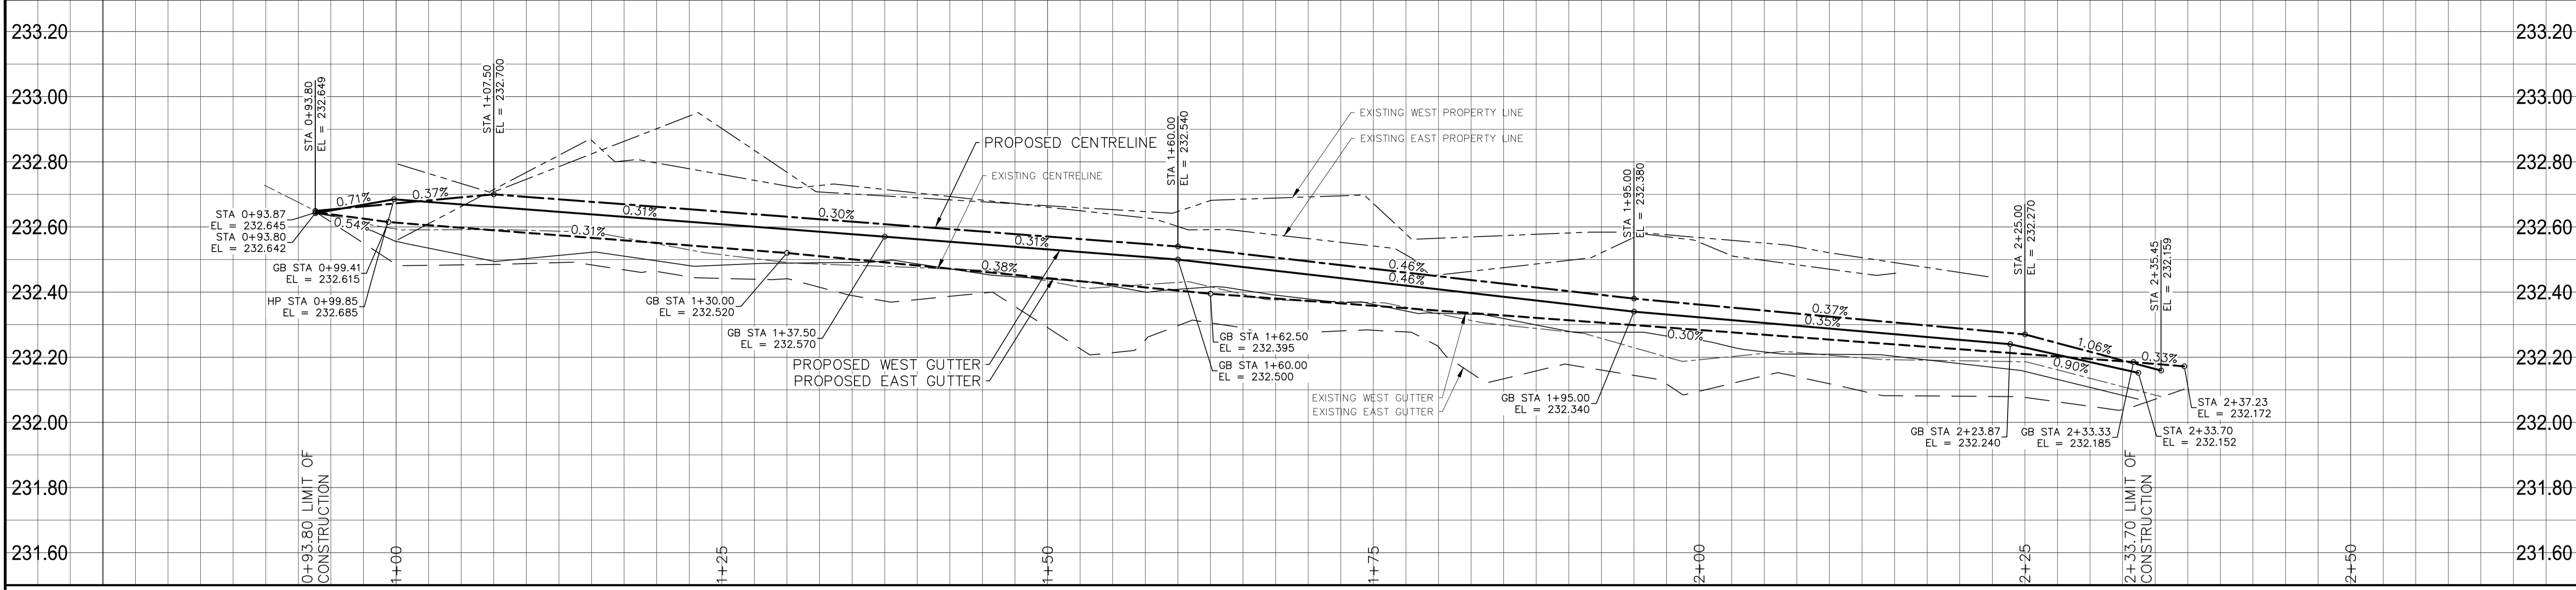 233.20
233.00
232.80
232.60
232.40
232.20
232.00
231.80
231.60
STA 0+93.80
EL = 232.649
STA 1+07.50
EL = 232.700
STA 1+60.00
EL = 232.540
STA 1+95.00
EL = 232.380
STA 2+25.00
EL = 232.270
STA 2+35.45
EL = 232.159
EXISTING WEST PROPERTY LINE
EXISTING EAST PROPERTY LINE
PROPOSED CENTRELINE
EXISTING CENTRELINE
0.71%
0.37%
0.54%
0.31%
0.31%
0.30%
0.31%
0.38%
0.46%
0.46%
0.30%
0.37%
0.35%
1.06%
0.90%
0.33%
STA 0+93.87
EL = 232.645
STA 0+93.80
EL = 232.642
GB STA 0+99.41
EL = 232.615
HP STA 0+99.85
EL = 232.685
GB STA 1+30.00
EL = 232.520
GB STA 1+37.50
EL = 232.570
PROPOSED WEST GUTTER
PROPOSED EAST GUTTER
GB STA 1+62.50
EL = 232.395
GB STA 1+60.00
EL = 232.500
EXISTING WEST GUTTER
EXISTING EAST GUTTER
GB STA 1+95.00
EL = 232.340
GB STA 2+23.87
EL = 232.240
GB STA 2+33.33
EL = 232.185
STA 2+33.70
EL = 232.152
STA 2+37.23
EL = 232.172
0+93.80 LIMIT OF
CONSTRUCTION
1+00
1+25
1+50
1+75
2+00
2+25
2+33.70 LIMIT OF
CONSTRUCTION
2+50
233.20
233.00
232.80
232.60
232.40
232.20
232.00
231.80
231.60